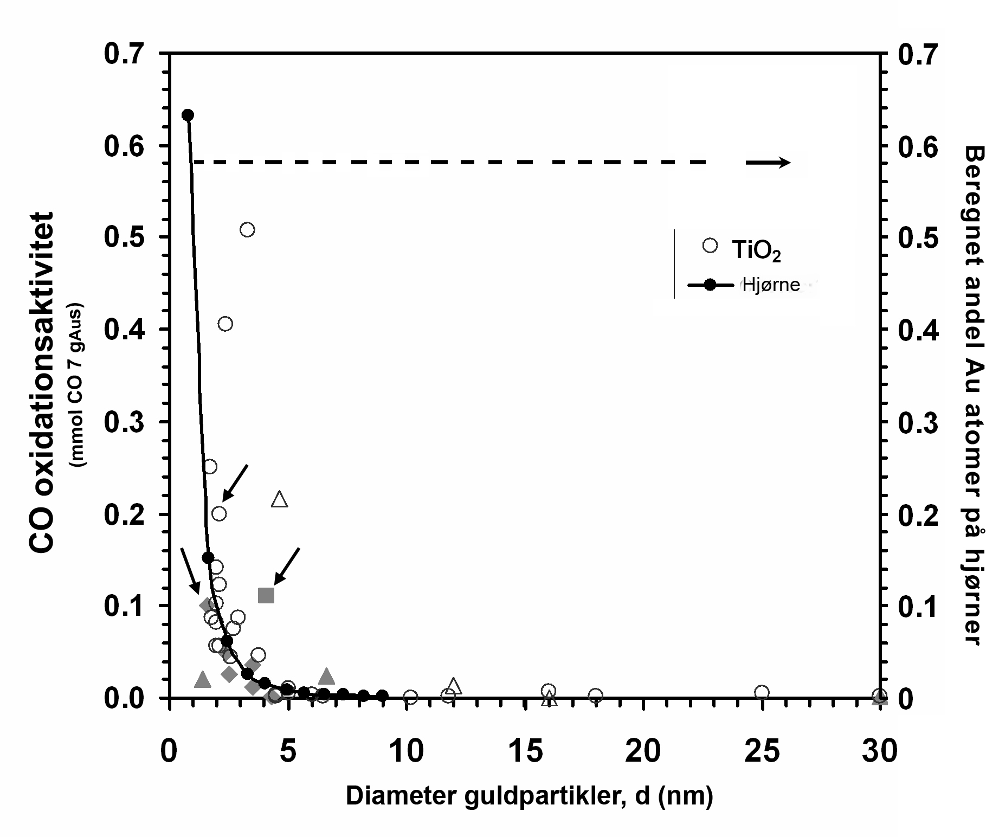 CO oxidationsaktivitet
(mmol CO 7 gAus)
0.7
0.6
0.5
0.4
0.3
0.2
0.1
0.0
TiO₂
Hjørne
0.7
0.6
0.5
0.4
0.3
0.2
0.1
0
Beregnet andel Au atomer på hjørner
0 5 10 15 20 25 30
Diameter guldpartikler, d (nm)